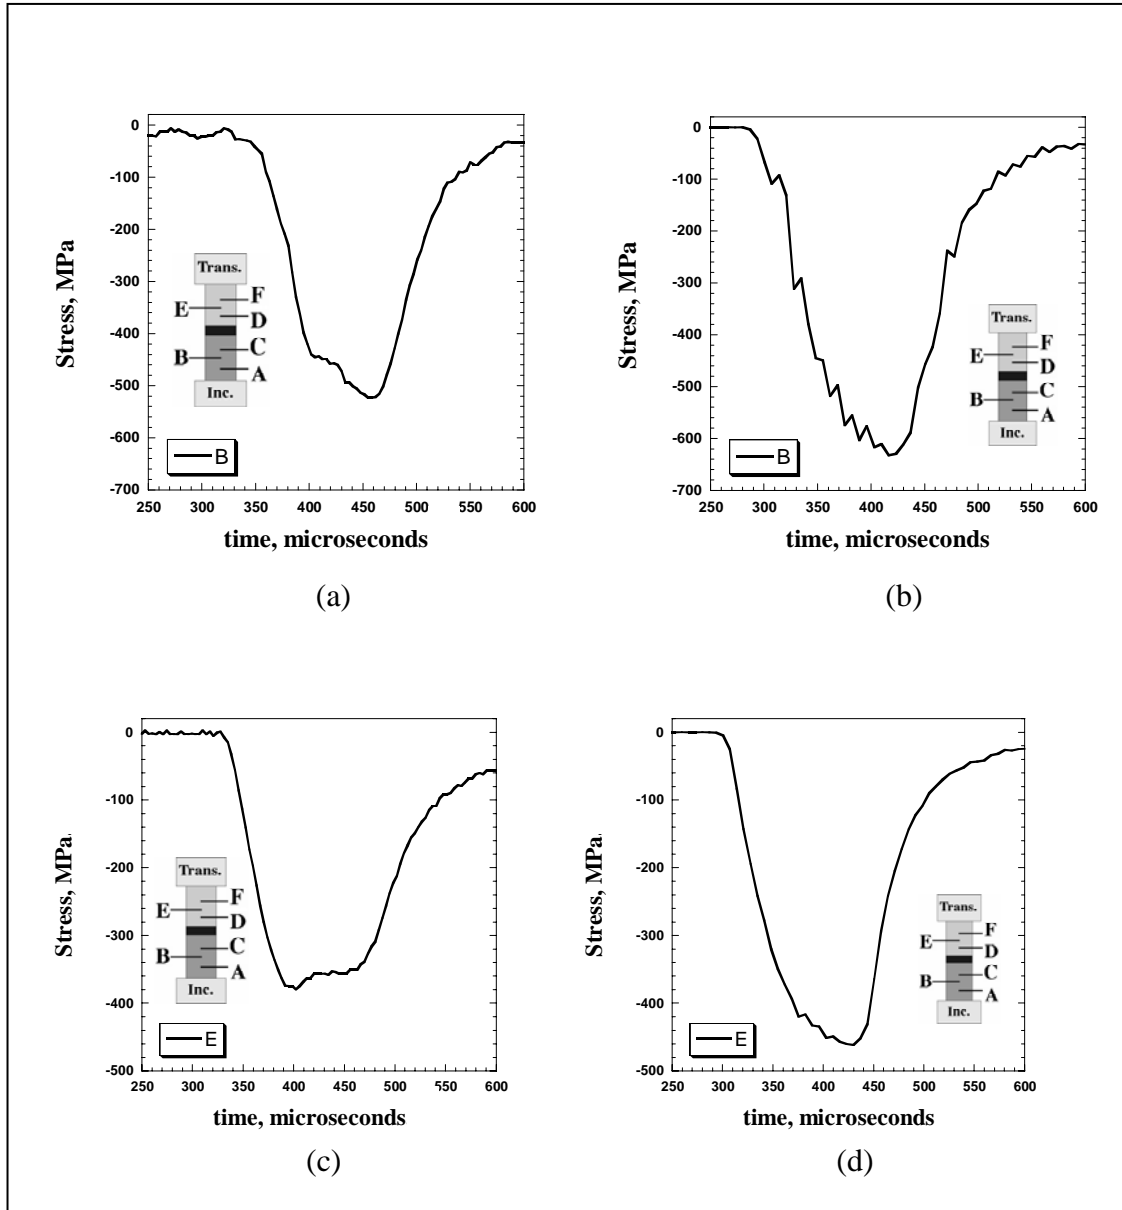 0
-100
-200
-300
-400
-500
-600
-700
Stress, MPa
Trans.
F
E
D
C
B
A
Inc.
B
250 300 350 400 450 500 550 600
time, microseconds
(a)
0
-100
-200
-300
-400
-500
-600
-700
Stress, MPa
Trans.
F
E
D
C
B
A
Inc.
B
250 300 350 400 450 500 550 600
time, microseconds
(b)
0
-100
-200
-300
-400
-500
Stress, MPa
Trans.
F
E
D
C
B
A
Inc.
E
250 300 350 400 450 500 550 600
time, microseconds
(c)
0
-100
-200
-300
-400
-500
Stress, MPa
Trans.
F
E
D
C
B
A
Inc.
E
250 300 350 400 450 500 550 600
time, microseconds
(d)